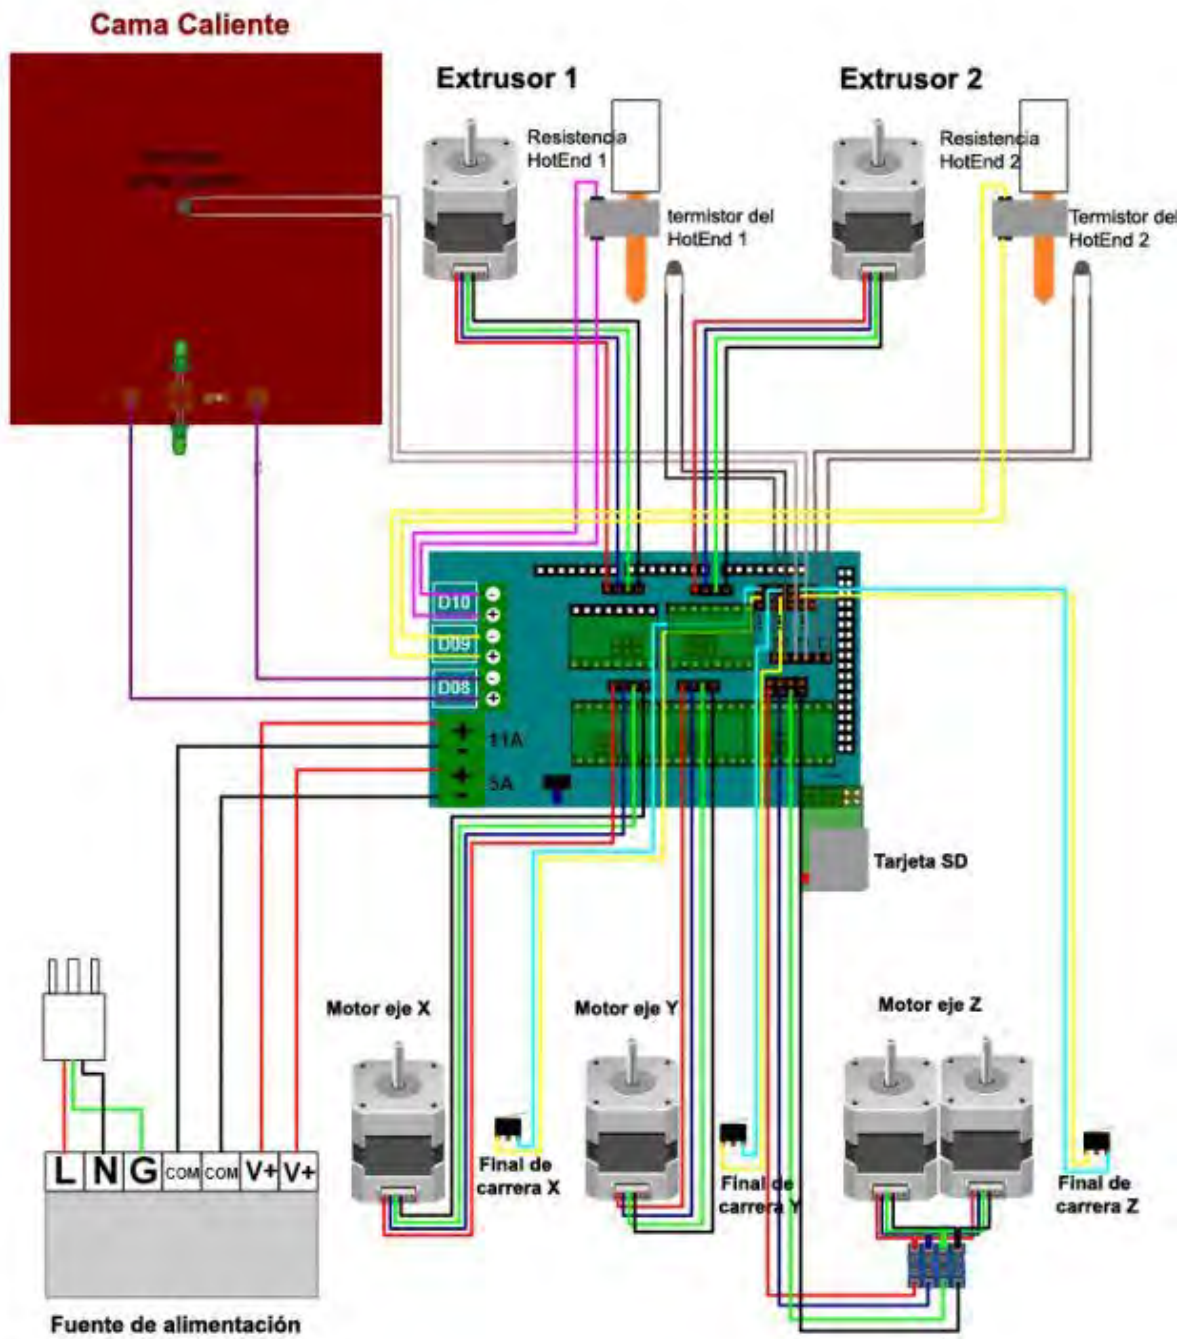 Cama Caliente
Extrusor 1
Extrusor 2
Resistencia
HotEnd 1
Resistencia
HotEnd 2
termistor del
HotEnd 1
Termistor del
HotEnd 2
D10
-
+
D09
-
+
D08
-
+
+
-
11A
+
-
5A
Tarjeta SD
Motor eje X
Motor eje Y
Motor eje Z
Final de
carrera X
Final de
carrera Y
Final de
carrera Z
L N G COM COM V+ V+
Fuente de alimentación